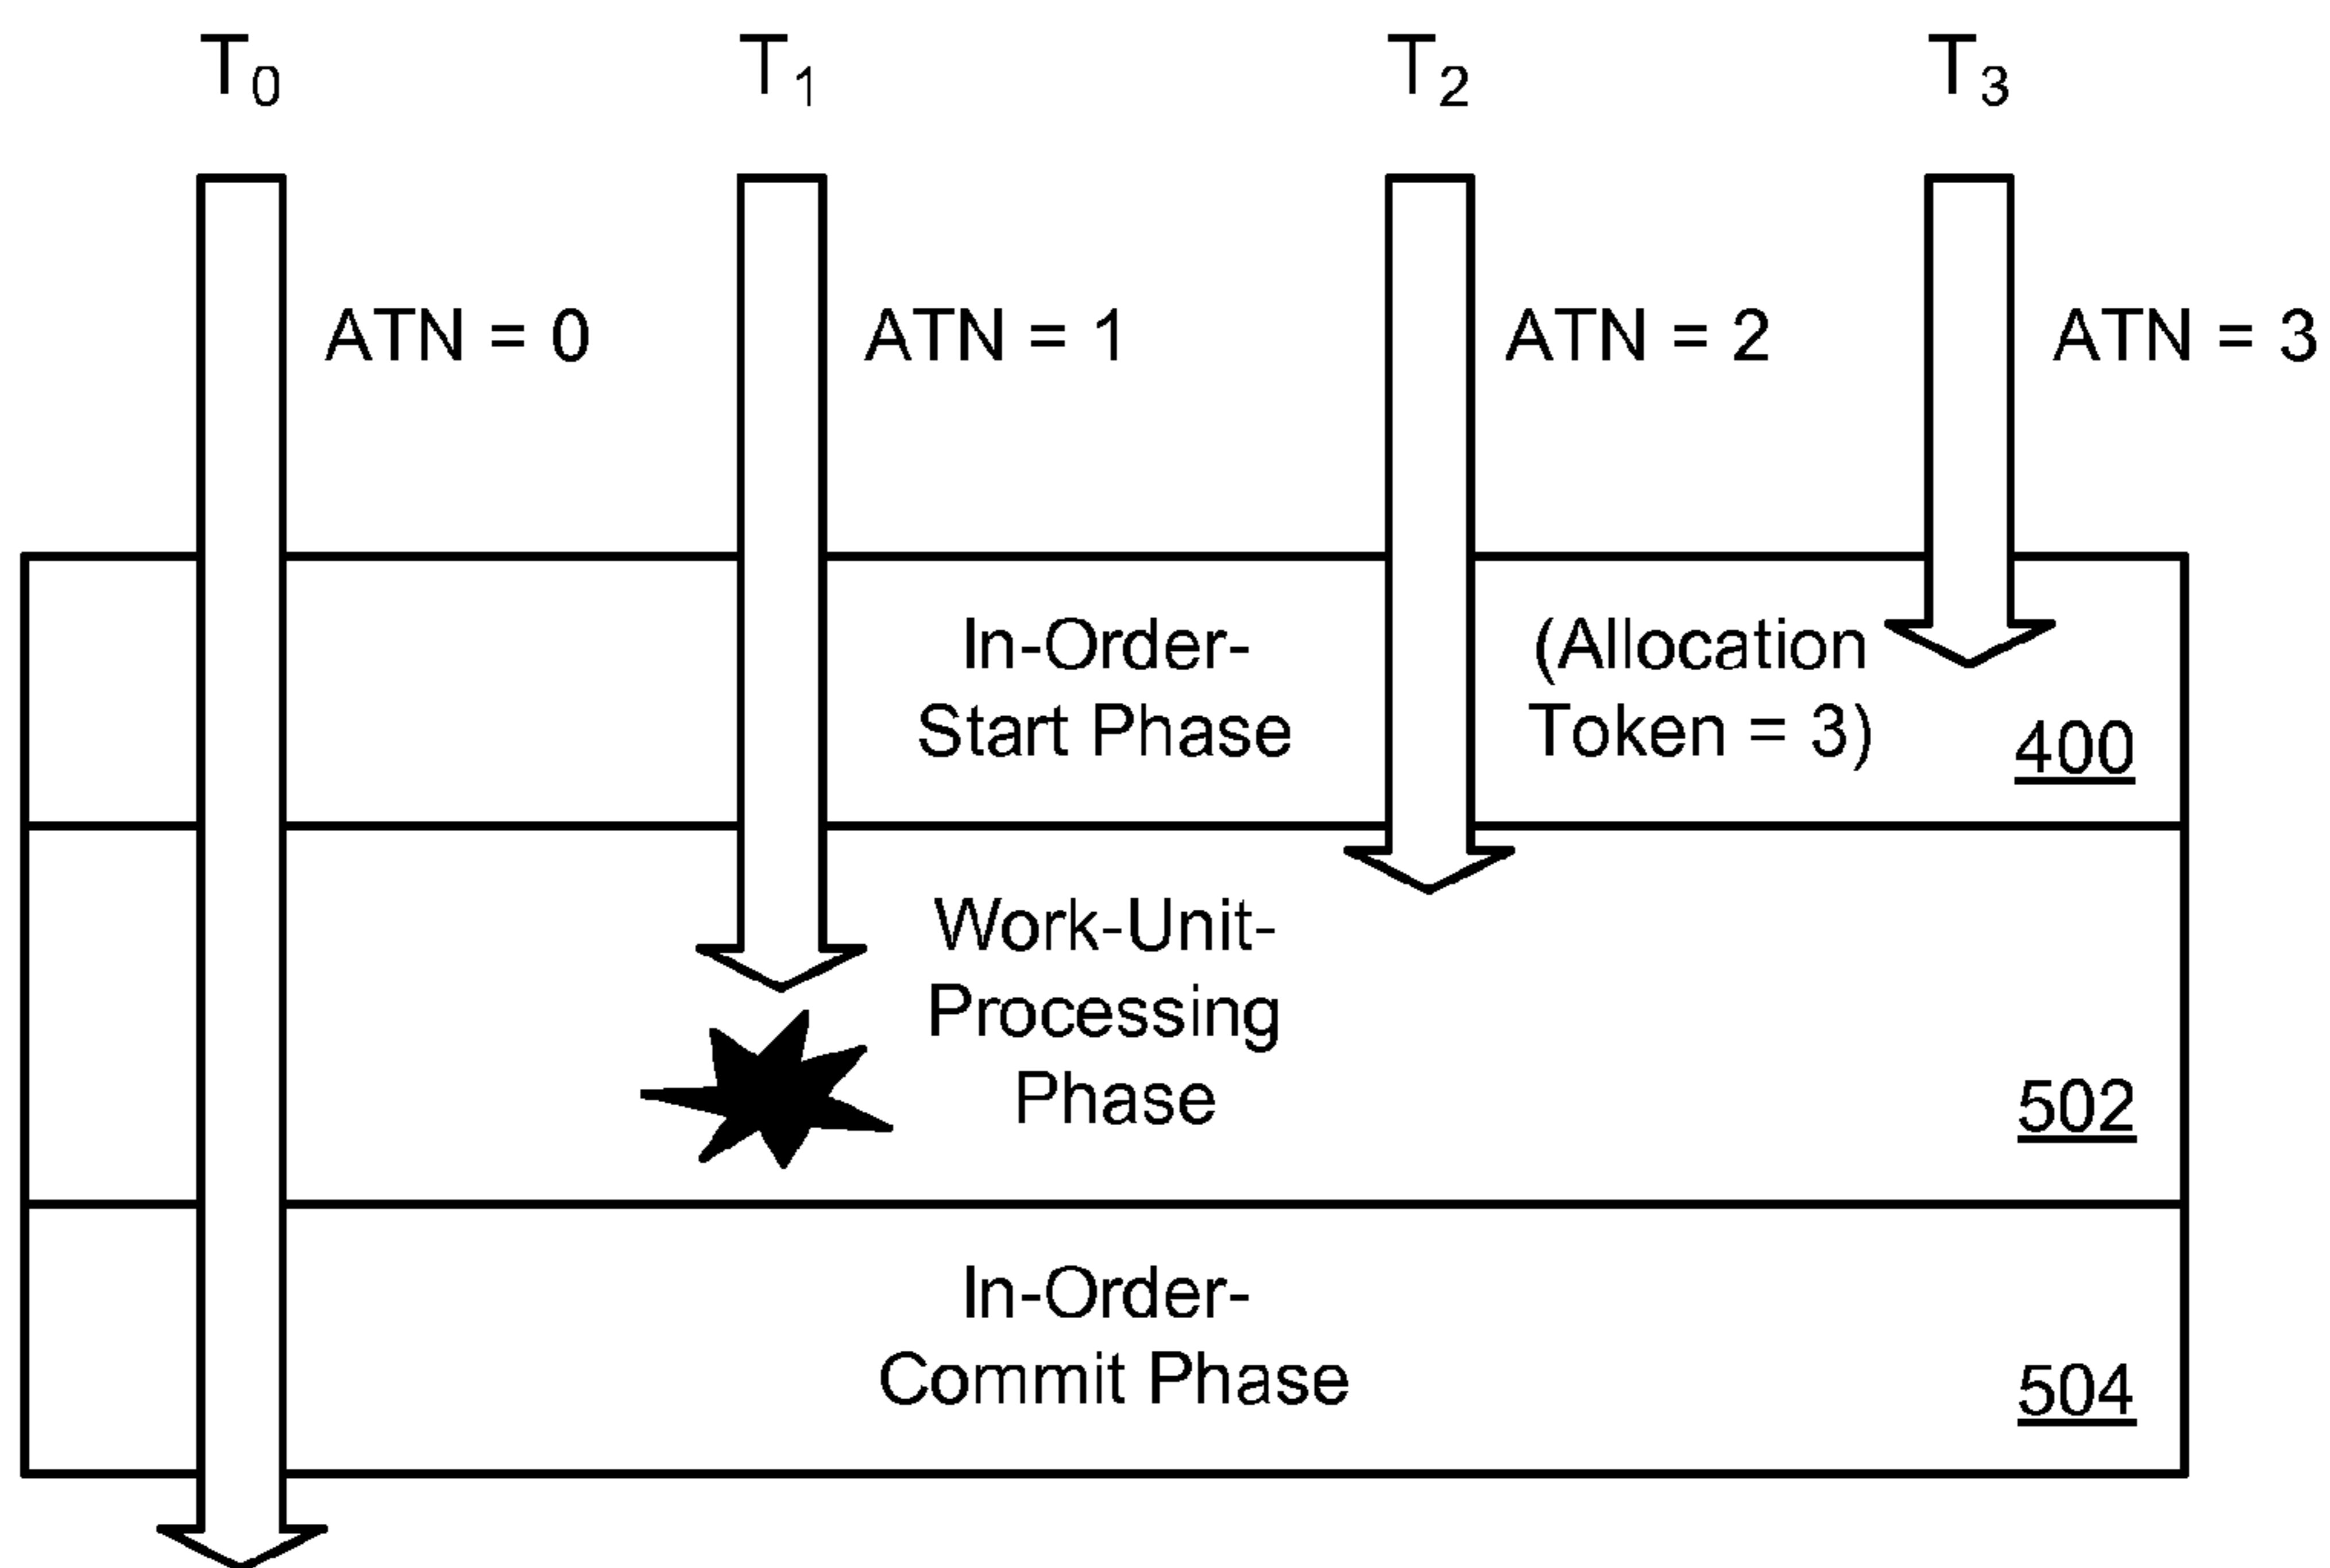 T0 T1 T2 T3
ATN = 0 ATN = 1 ATN = 2 ATN = 3
In-Order-
Start Phase
(Allocation
Token = 3)
400
Work-Unit-
Processing
Phase
502
In-Order-
Commit Phase
504